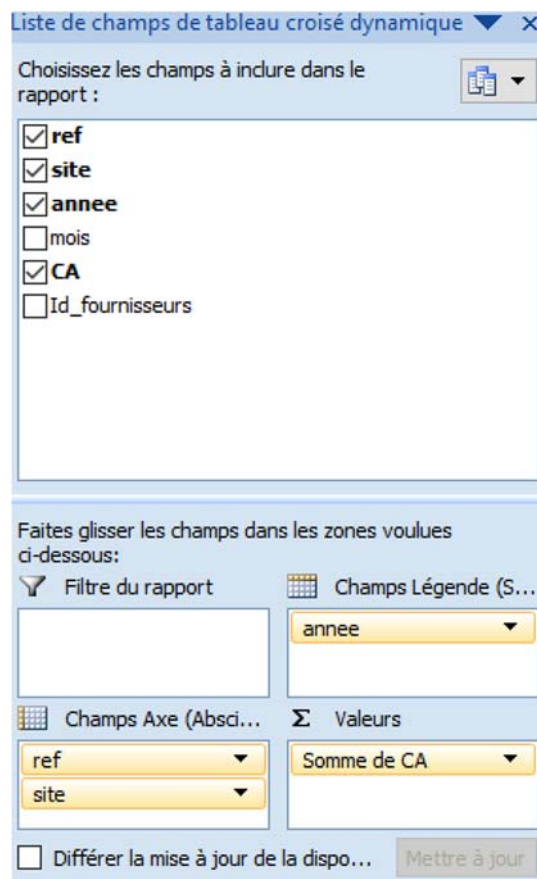 Liste de champs de tableau croisé dynamique
Choisissez les champs à inclure dans le
rapport :
ref
site
annee
mois
CA
Id_fournisseurs
Faites glisser les champs dans les zones voulues
ci-dessous:
Filtre du rapport
Champs Légende (S...
annee
Champs Axe (Absci...
Σ Valeurs
ref
Somme de CA
site
Différer la mise à jour de la dispo...
Mettre à jour